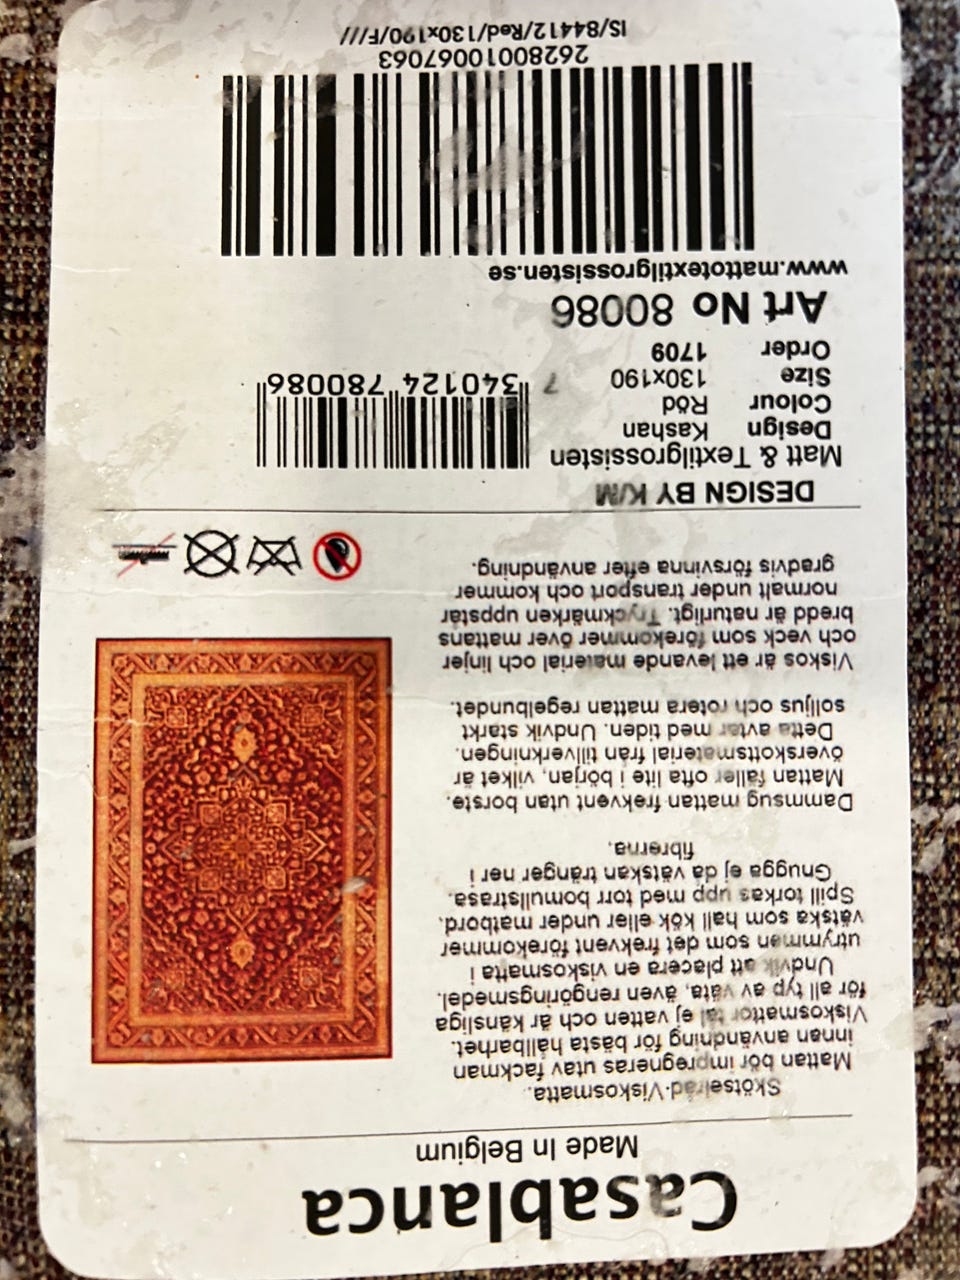 Casablanca
Made In Belgium
Skötselråd-Viskosmatta.
Mattan bör impregneras utav fackman
innan användning för bästa hållbarhet.
Viskosmattor tål ej vatten och är känsliga
för all typ av väta, även rengöringsmedel.
Undvik att placera en viskosmatta i
utrymmen som det frekvent förekommer
vätska som hall kök eller under matbord.
Spill torkas upp med torr bomullstrasa.
Gnugga ej då vätskan tränger ner i
fibrerna.
Dammsug mattan frekvent utan borste.
Mattan fäller ofta lite i början, vilket är
överskottsmaterial från tillverkningen.
Detta avtar med tiden. Undvik starkt
solljus och rotera mattan regelbundet.
Viskos är ett levande material och linjer
och veck som förekommer över mattans
bredd är naturligt. Tryckmärken uppstår
normalt under transport och kommer
gradvis försvinna efter användning.
DESIGN BY K/M
Matt & Textilgrossisten
Design Kashan
Colour Röd
Size 130x190
Order 1709
7 340124 780086
Art No 80086
www.mattotextilgrossisten.se
26280010067063
IS/84412/Red/130x190/F///